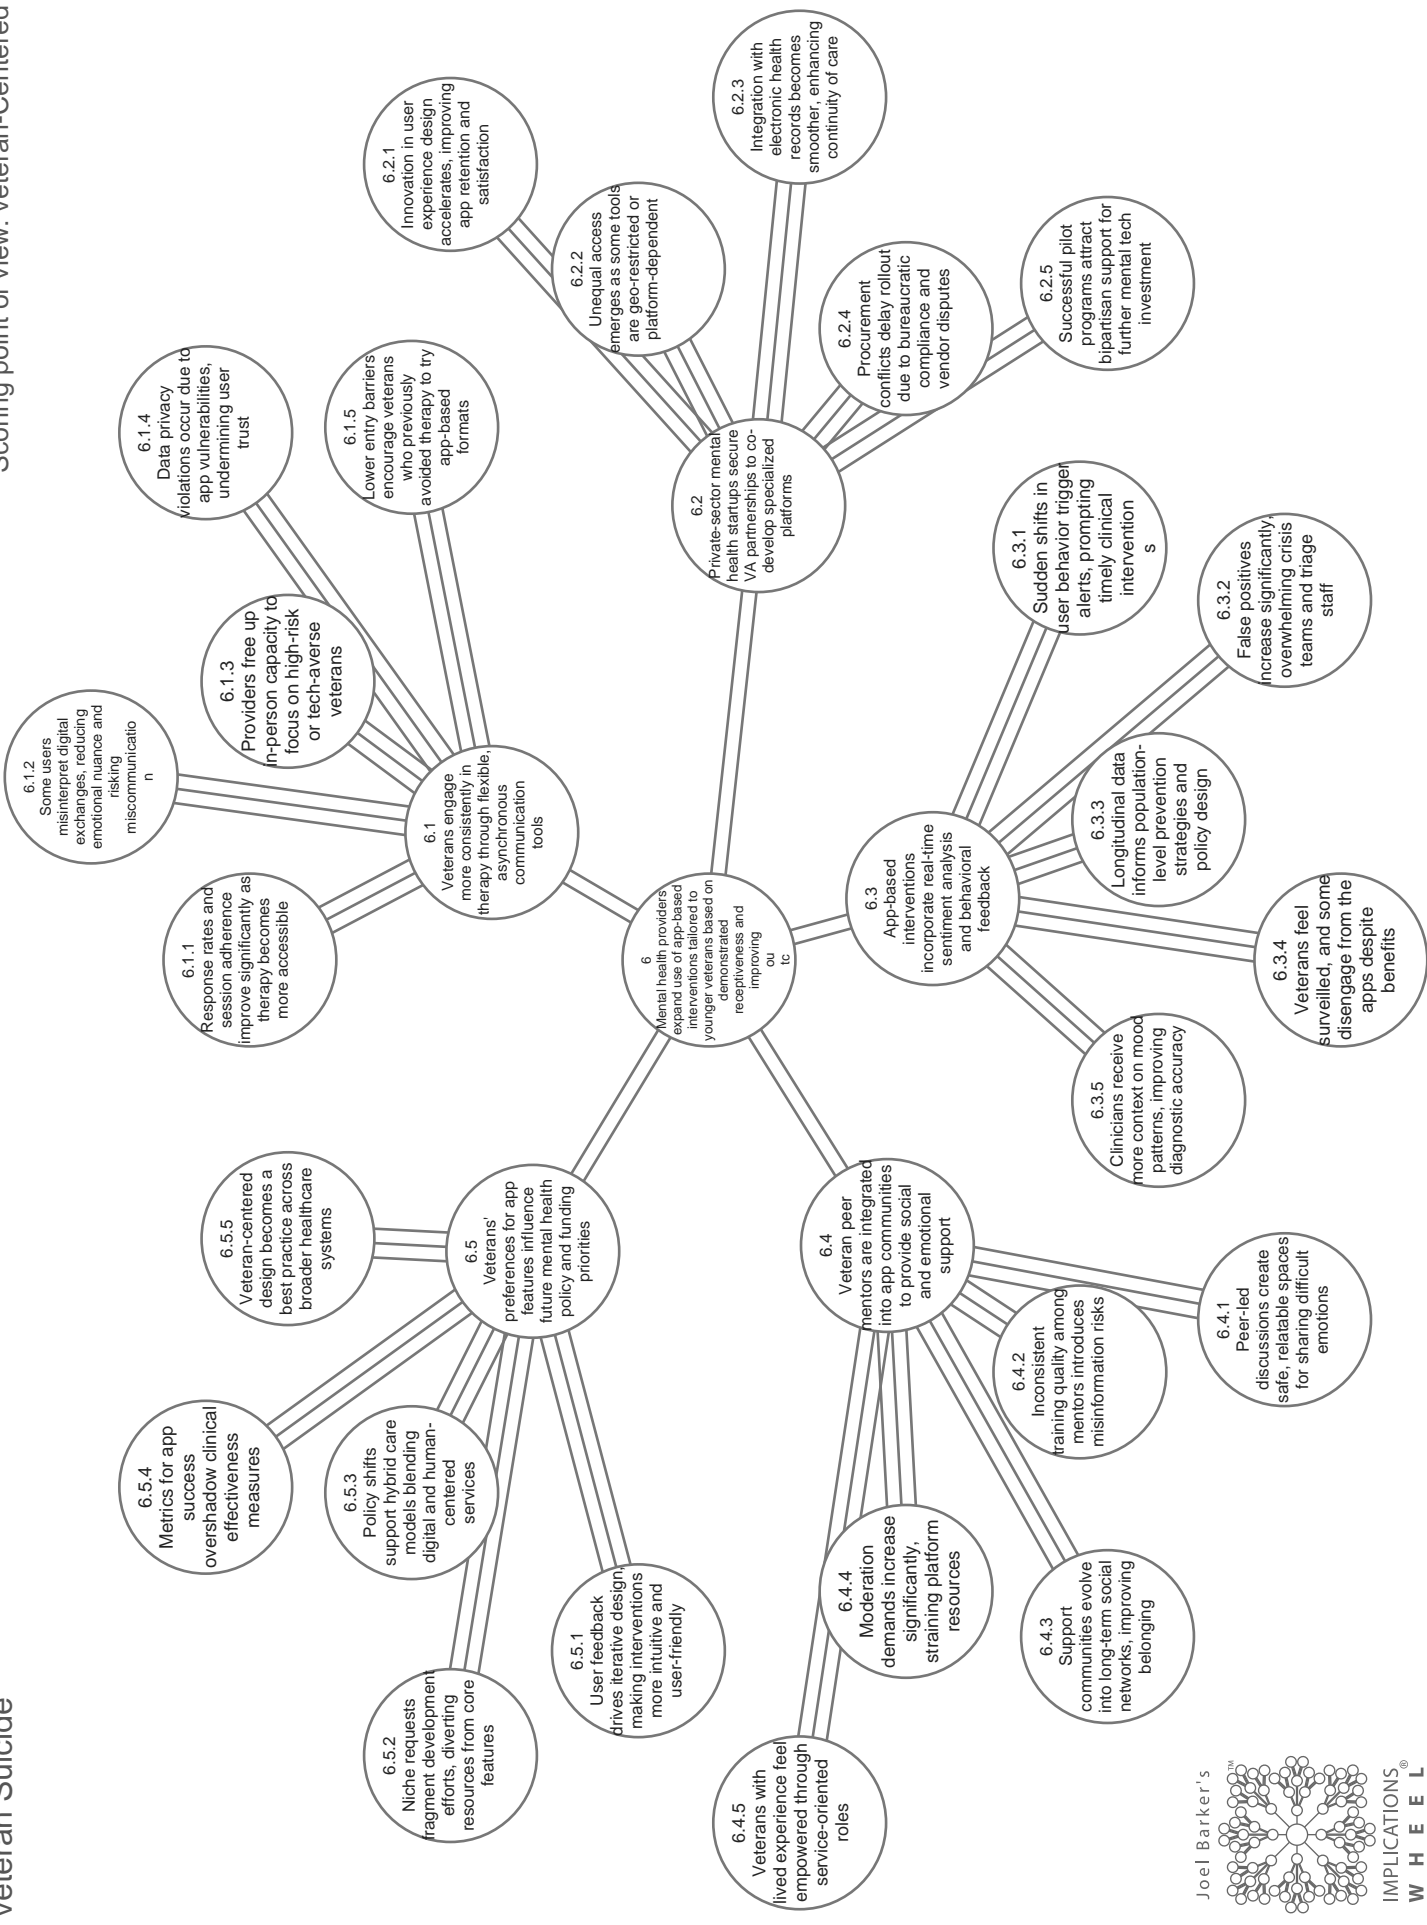 Veteran Suicide
Scoring point of view: Veteran-Centered
6
Mental health providers
expand use of app-based
interventions tailored to
younger veterans based on
demonstrated
receptiveness and
improving
ou
tc
6.1
Veterans engage
more consistently in
therapy through flexible,
asynchronous
communication
tools
6.1.1
Response rates and
session adherence
improve significantly as
therapy becomes
more accessible
6.1.2
Some users
misinterpret digital
exchanges, reducing
emotional nuance and
risking
miscommunicatio
n
6.1.3
Providers free up
in-person capacity to
focus on high-risk
or tech-averse
veterans
6.1.4
Data privacy
violations occur due to
app vulnerabilities,
undermining user
trust
6.1.5
Lower entry barriers
encourage veterans
who previously
avoided therapy to try
app-based
formats
6.2
Private-sector mental
health startups secure
VA partnerships to co-
develop specialized
platforms
6.2.1
Innovation in user
experience design
accelerates, improving
app retention and
satisfaction
6.2.2
Unequal access
emerges as some tools
are geo-restricted or
platform-dependent
6.2.3
Integration with
electronic health
records becomes
smoother, enhancing
continuity of care
6.2.4
Procurement
conflicts delay rollout
due to bureaucratic
compliance and
vendor disputes
6.2.5
Successful pilot
programs attract
bipartisan support for
further mental tech
investment
6.3
App-based
interventions
incorporate real-time
sentiment analysis
and behavioral
feedback
6.3.1
Sudden shifts in
user behavior trigger
alerts, prompting
timely clinical
intervention
s
6.3.2
False positives
increase significantly,
overwhelming crisis
teams and triage
staff
6.3.3
Longitudinal data
informs population-
level prevention
strategies and
policy design
6.3.4
Veterans feel
surveilled, and some
disengage from the
apps despite
benefits
6.3.5
Clinicians receive
more context on mood
patterns, improving
diagnostic accuracy
6.4
Veteran peer
mentors are integrated
into app communities
to provide social
and emotional
support
6.4.1
Peer-led
discussions create
safe, relatable spaces
for sharing difficult
emotions
6.4.2
Inconsistent
training quality among
mentors introduces
misinformation risks
6.4.3
Support
communities evolve
into long-term social
networks, improving
belonging
6.4.4
Moderation
demands increase
significantly,
straining platform
resources
6.4.5
Veterans with
lived experience feel
empowered through
service-oriented
roles
6.5
Veterans'
preferences for app
features influence
future mental health
policy and funding
priorities
6.5.1
User feedback
drives iterative design,
making interventions
more intuitive and
user-friendly
6.5.2
Niche requests
fragment development
efforts, diverting
resources from core
features
6.5.3
Policy shifts
support hybrid care
models blending
digital and human-
centered
services
6.5.4
Metrics for app
success
overshadow clinical
effectiveness
measures
6.5.5
Veteran-centered
design becomes a
best practice across
broader healthcare
systems
Joel Barker's
TM
IMPLICATIONS®
WHEEL